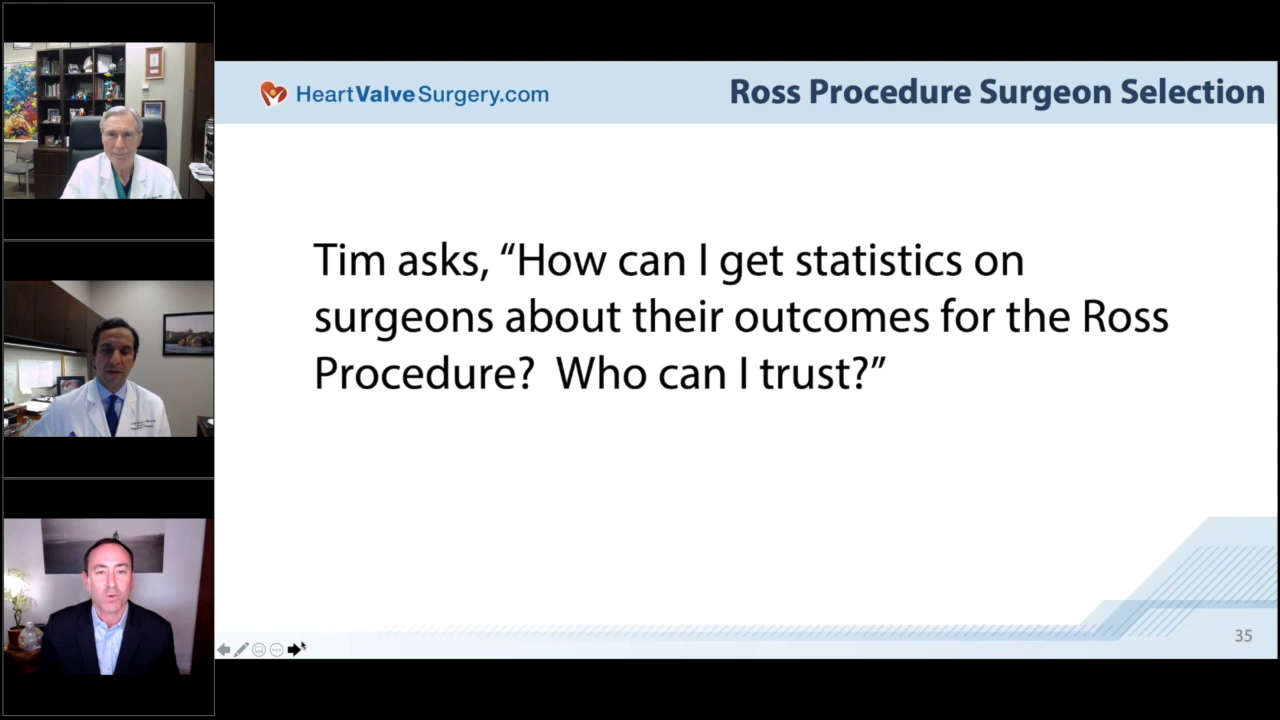 HeartValveSurgery.com
Ross Procedure Surgeon Selection
Tim asks, “How can I get statistics on
surgeons about their outcomes for the Ross
Procedure?  Who can I trust?”
35